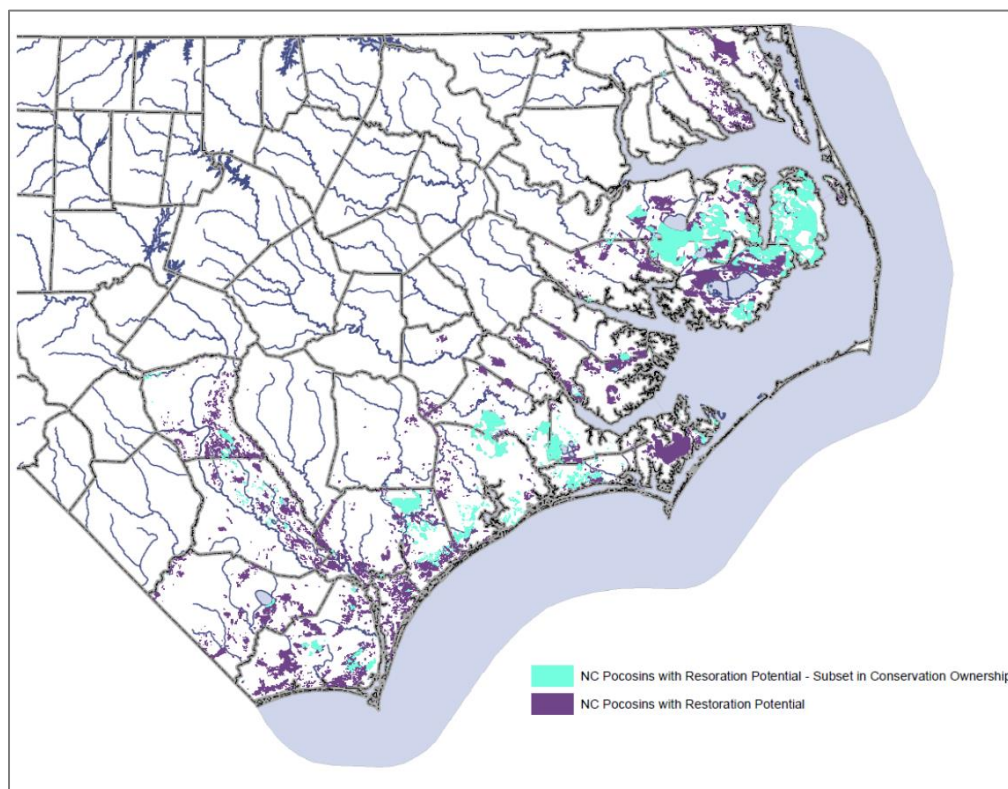 NC Pocosins with Resoration Potential - Subset in Conservation Ownership
NC Pocosins with Restoration Potential